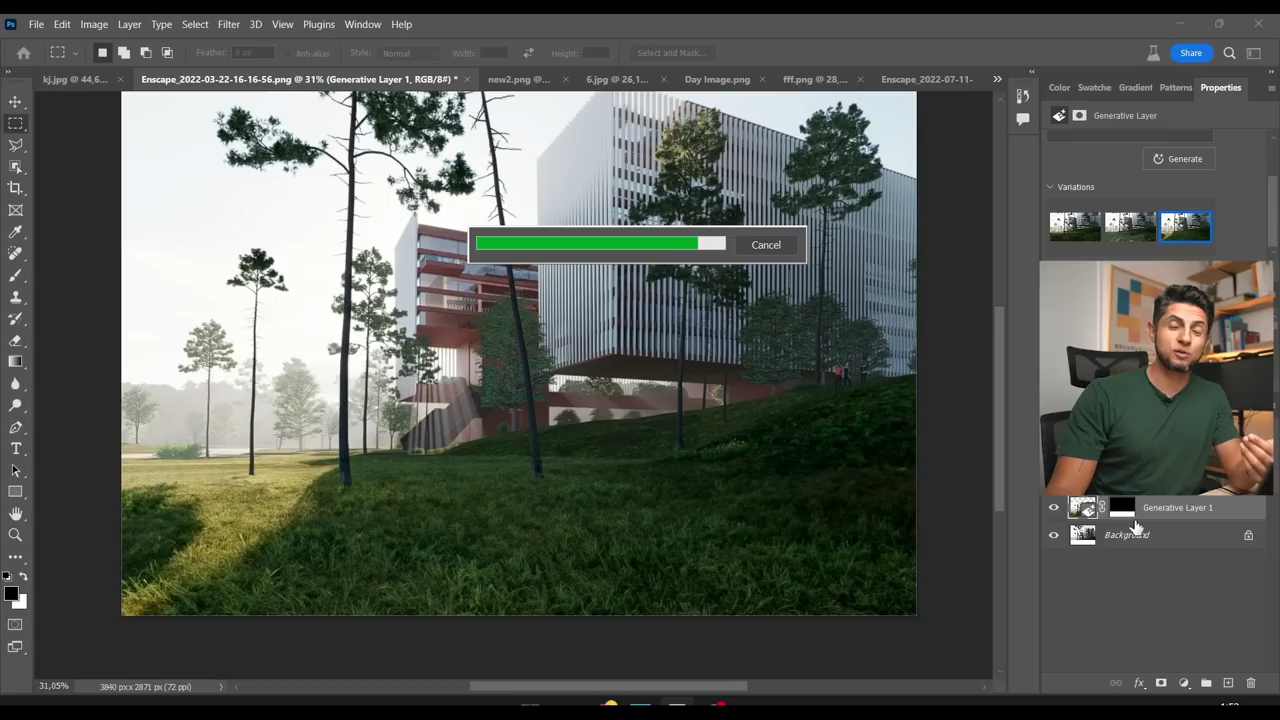 Ps File Edit Image Layer Type Select Filter 3D View Plugins Window Help
Feather: 0 px Anti-alias Style: Normal Width: Height: Select and Mask... Share
kj.jpg @ 44,6... Enscape_2022-03-22-16-16-56.png @ 31% (Generative Layer 1, RGB/8#) * new2.png @... 6.jpg @ 26,1... Day Image.png fff.png @ 28,... Enscape_2022-07-11-
Color Swatche Gradient Patterns Properties
Generative Layer
Generate
Variations
Cancel
Generative Layer 1
Background
31,05% 3840 px x 2871 px (72 ppi)